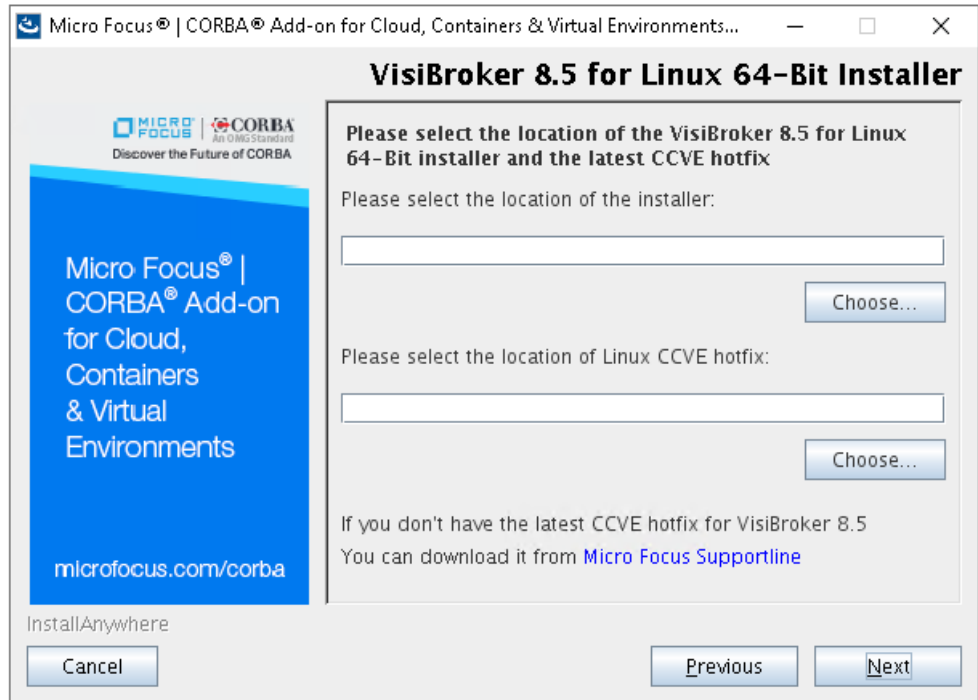 Micro Focus® | CORBA® Add-on for Cloud, Containers & Virtual Environments...
VisiBroker 8.5 for Linux 64-Bit Installer
MICRO FOCUS | CORBA
An OMG Standard
Discover the Future of CORBA
Micro Focus® |
CORBA® Add-on
for Cloud,
Containers
& Virtual
Environments
microfocus.com/corba
Please select the location of the VisiBroker 8.5 for Linux
64-Bit installer and the latest CCVE hotfix
Please select the location of the installer:
Choose...
Please select the location of Linux CCVE hotfix:
Choose...
If you don't have the latest CCVE hotfix for VisiBroker 8.5
You can download it from Micro Focus Supportline
InstallAnywhere
Cancel
Previous
Next